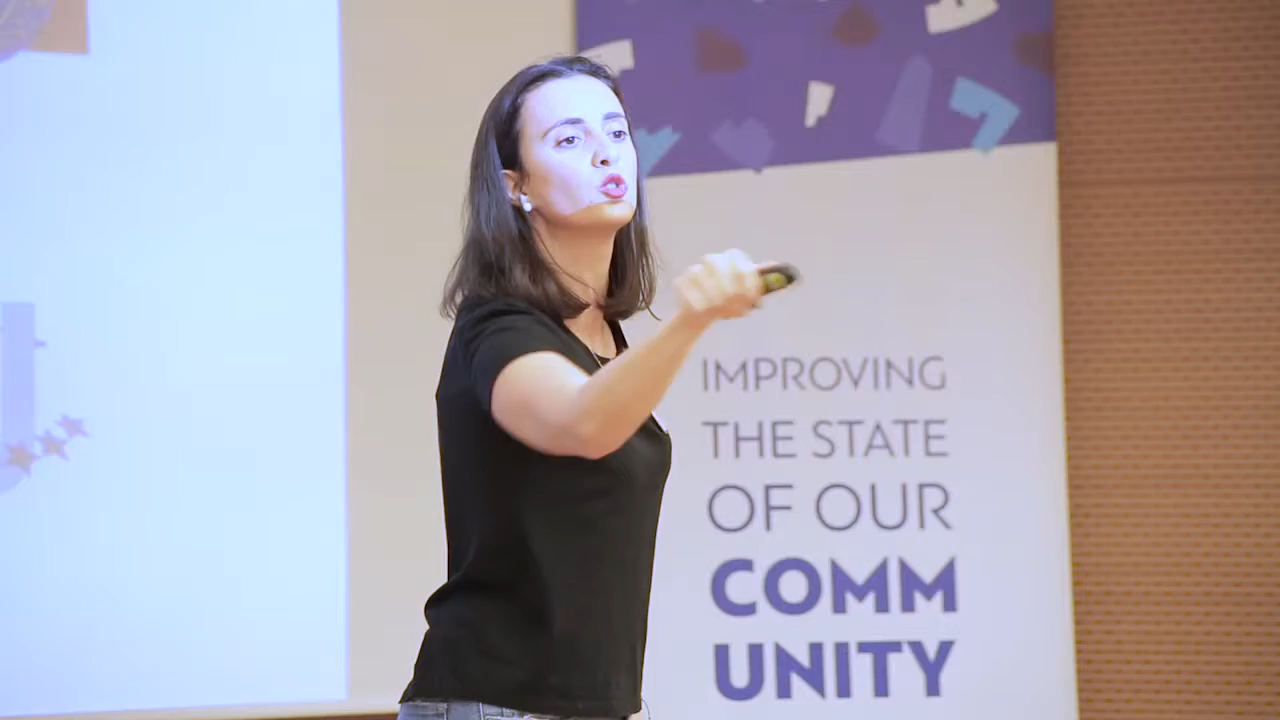 IMPROVING
THE STATE
OF OUR
COMM
UNITY